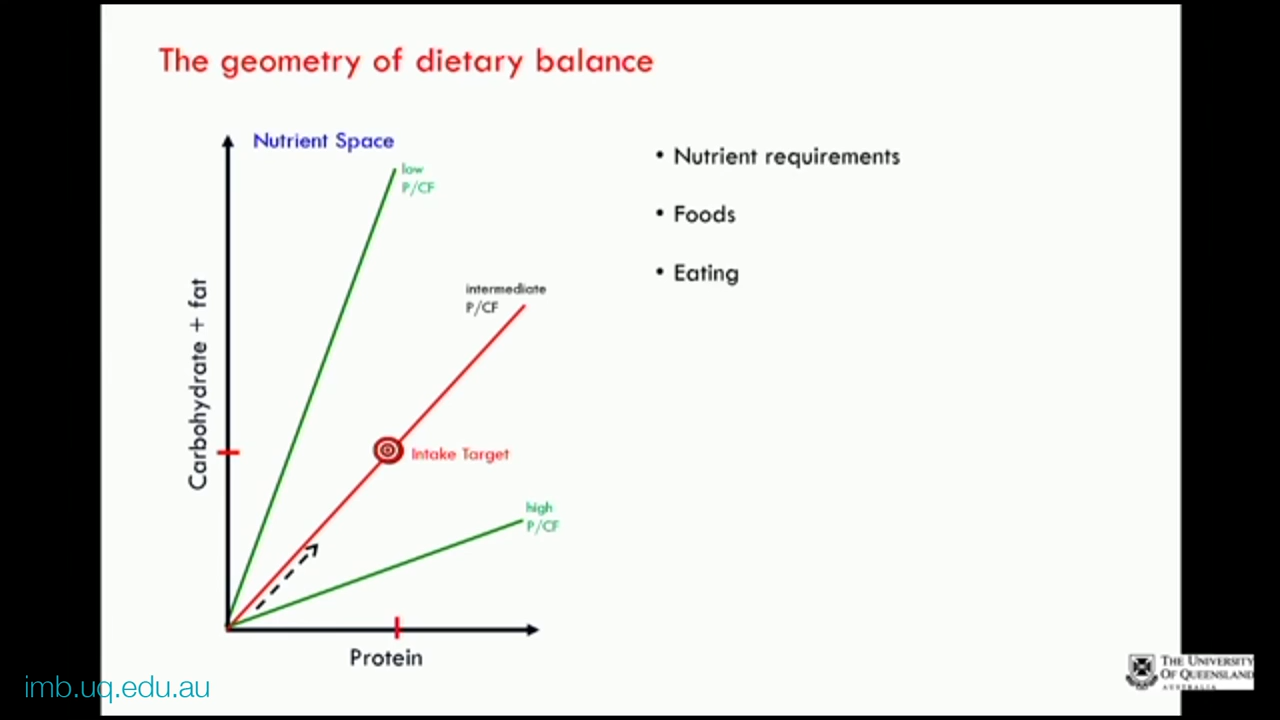 The geometry of dietary balance
Nutrient Space
low
P/CF
intermediate
P/CF
Carbohydrate + fat
Intake Target
high
P/CF
Protein
• Nutrient requirements
• Foods
• Eating
imb.uq.edu.au
THE UNIVERSITY
OF QUEENSLAND
AUSTRALIA